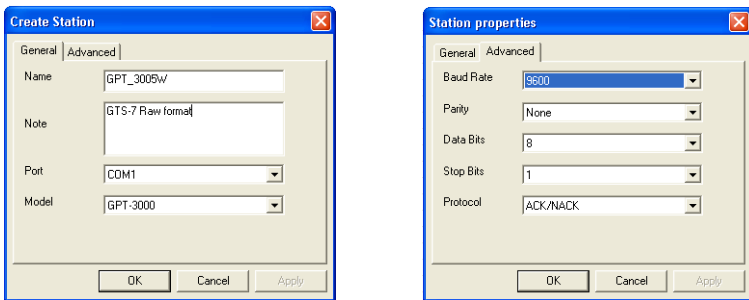 Create Station
General Advanced
Name GPT_3005W
Note GTS-7 Raw format
Port COM1
Model GPT-3000
OK Cancel Apply
Station properties
General Advanced
Baud Rate 9600
Parity None
Data Bits 8
Stop Bits 1
Protocol ACK/NACK
OK Cancel Apply